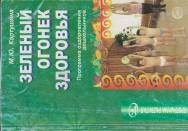 М.Ю. Картушина
ЗЕЛЕНЫЙ
ОГОНЕК
ЗДОРОВЬЯ
Программа оздоровления
дошкольников